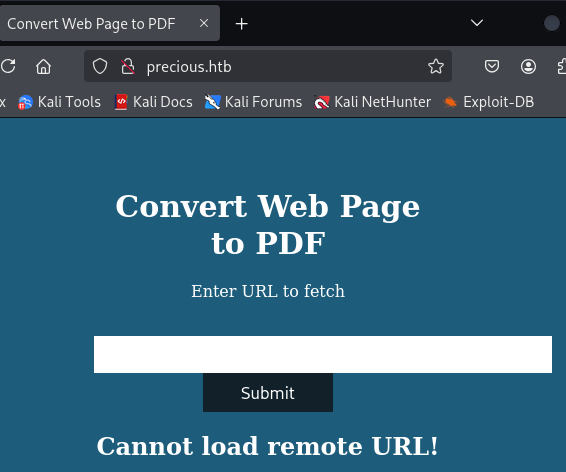 Convert Web Page to PDF
precious.htb
x Kali Tools Kali Docs Kali Forums Kali NetHunter Exploit-DB
Convert Web Page
to PDF
Enter URL to fetch
Submit
Cannot load remote URL!